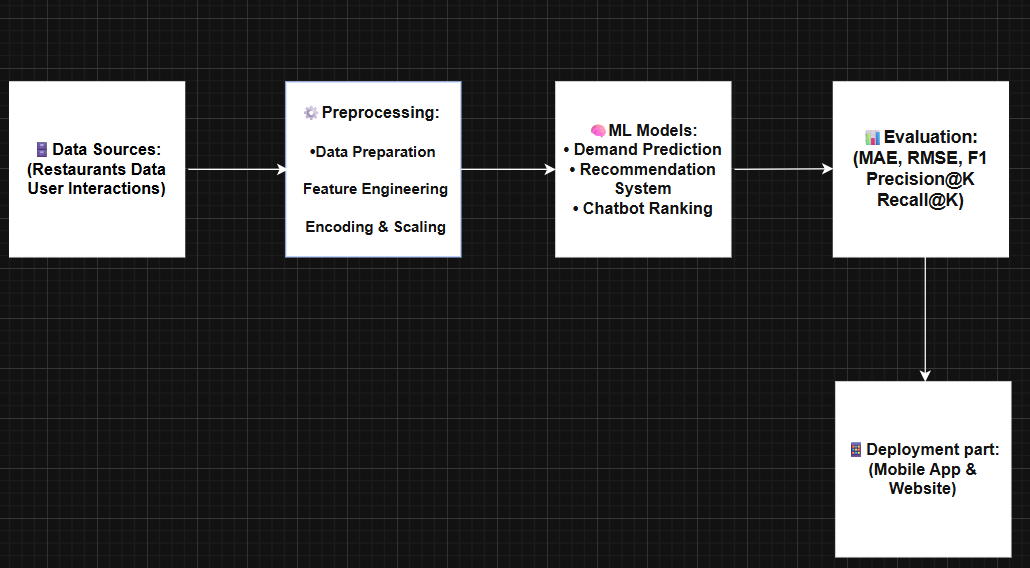 🗄️ Data Sources:
(Restaurants Data
User Interactions)
⚙️ Preprocessing:
•Data Preparation
Feature Engineering
Encoding & Scaling
🧠 ML Models:
• Demand Prediction
• Recommendation
System
• Chatbot Ranking
📊 Evaluation:
(MAE, RMSE, F1
Precision@K
Recall@K)
📱 Deployment part:
(Mobile App &
Website)